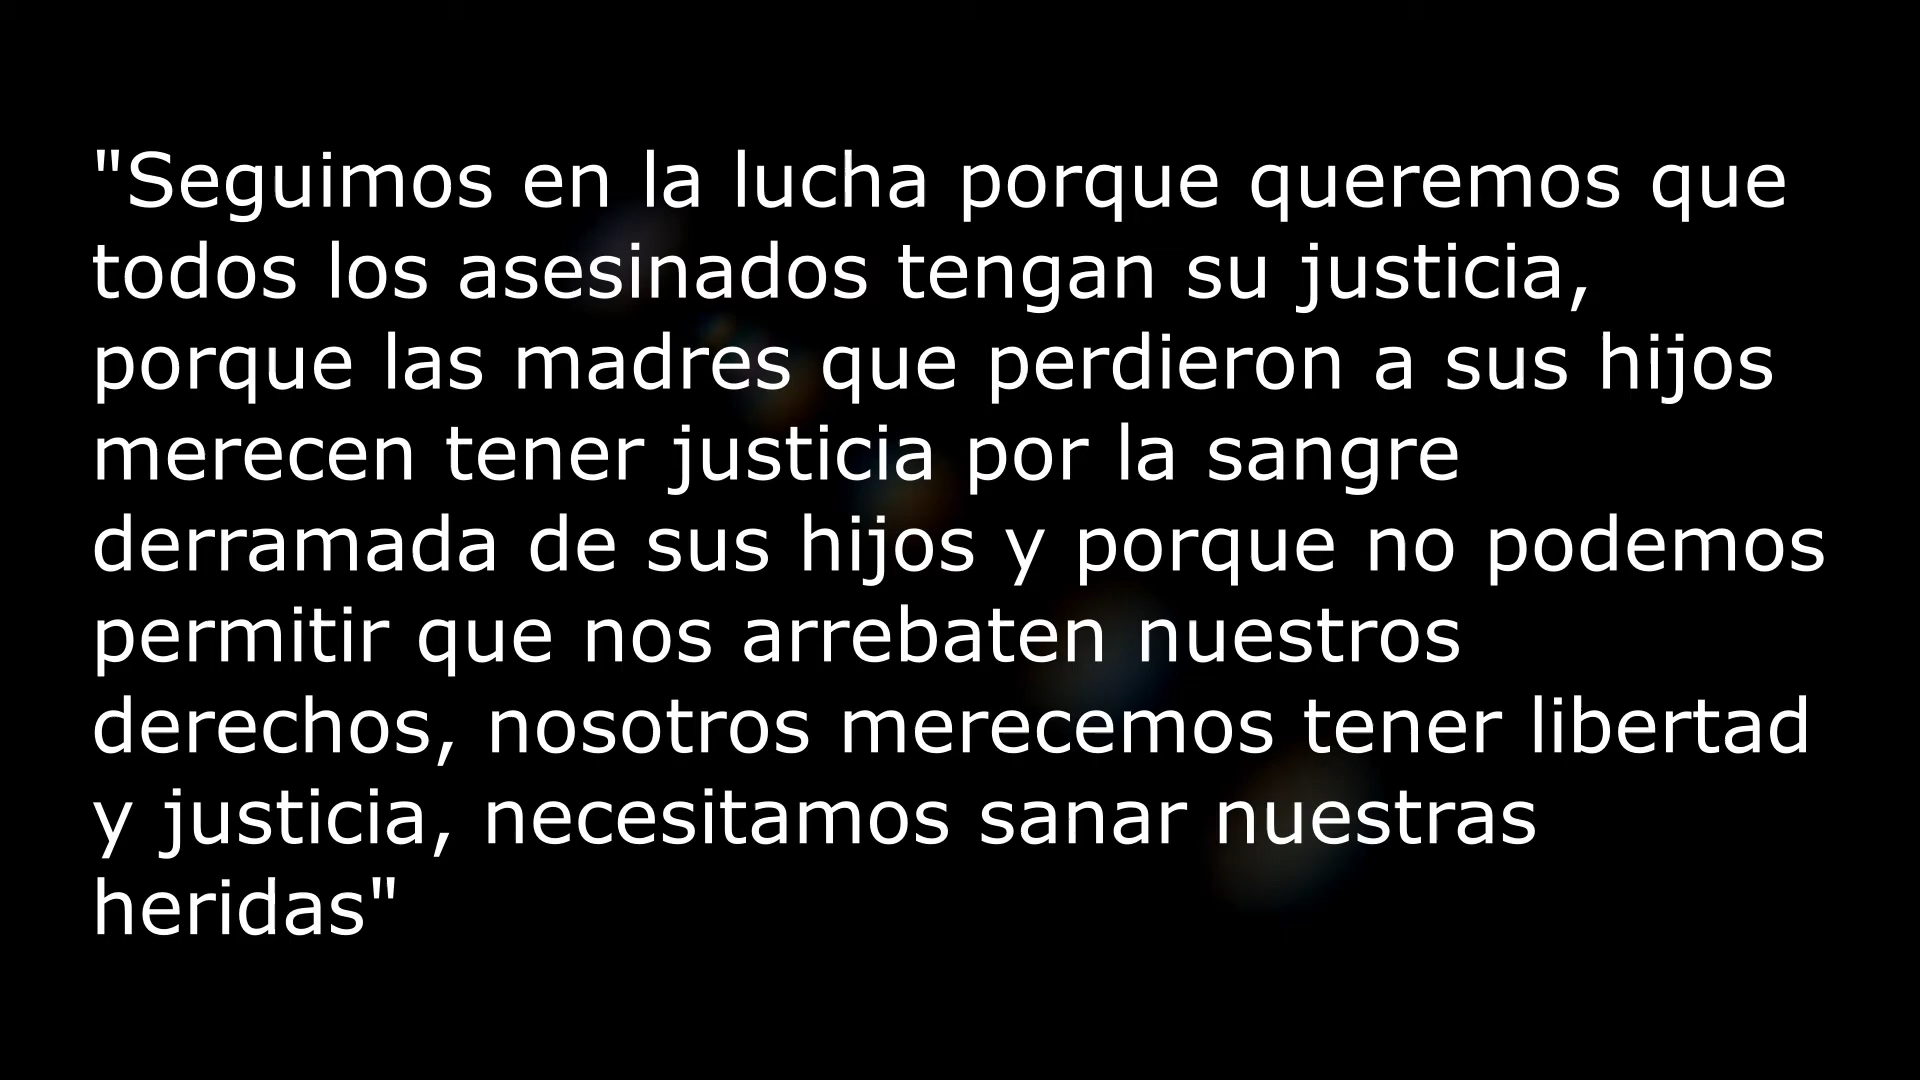 "Seguimos en la lucha porque queremos que
todos los asesinados tengan su justicia,
porque las madres que perdieron a sus hijos
merecen tener justicia por la sangre
derramada de sus hijos y porque no podemos
permitir que nos arrebaten nuestros
derechos, nosotros merecemos tener libertad
y justicia, necesitamos sanar nuestras
heridas"